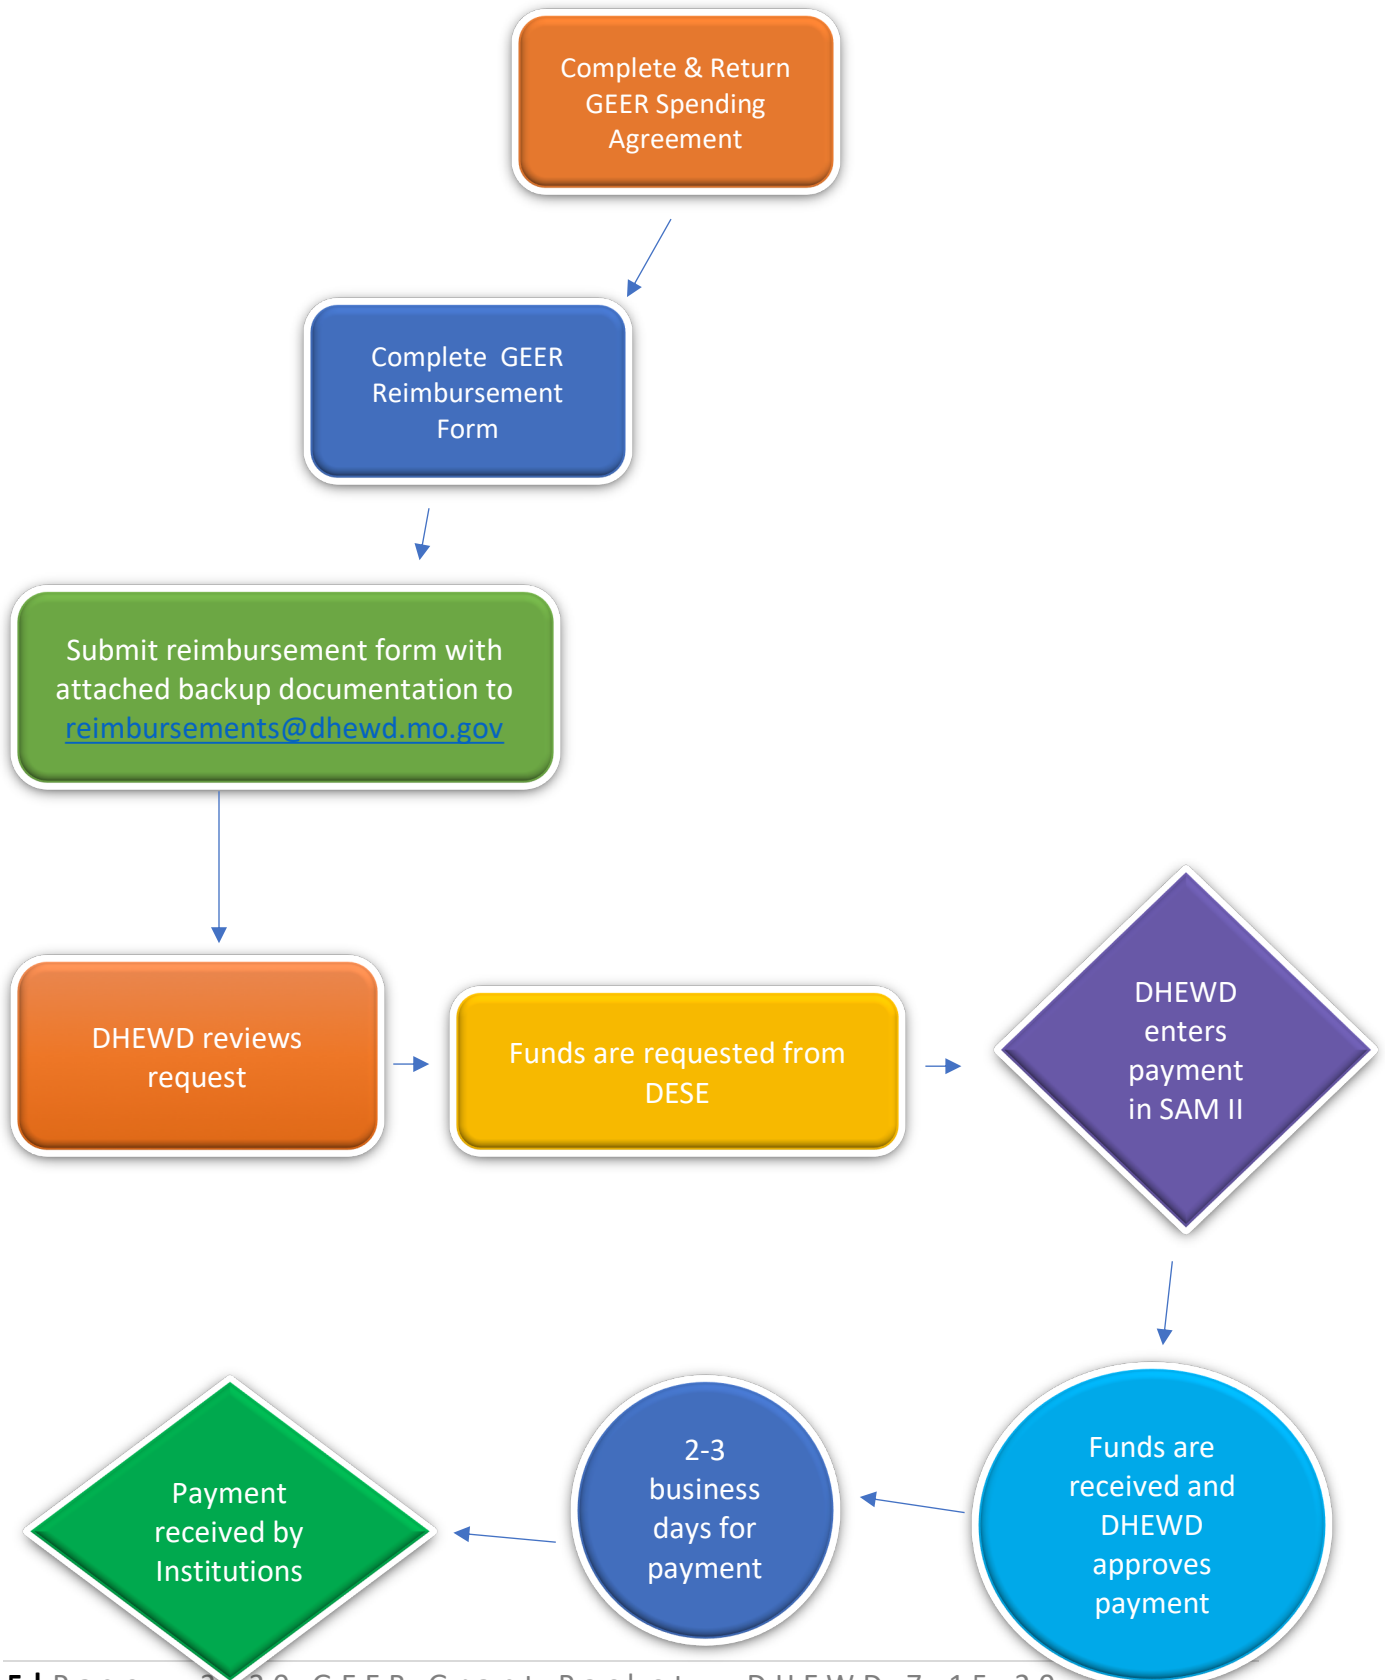 Complete & Return
GEER Spending
Agreement
Complete GEER
Reimbursement
Form
Submit reimbursement form with
attached backup documentation to
reimbursements@dhewd.mo.gov
DHEWD reviews
request
Funds are requested from
DESE
DHEWD
enters
payment
in SAM II
Funds are
received and
DHEWD
approves
payment
2-3
business
days for
payment
Payment
received by
Institutions